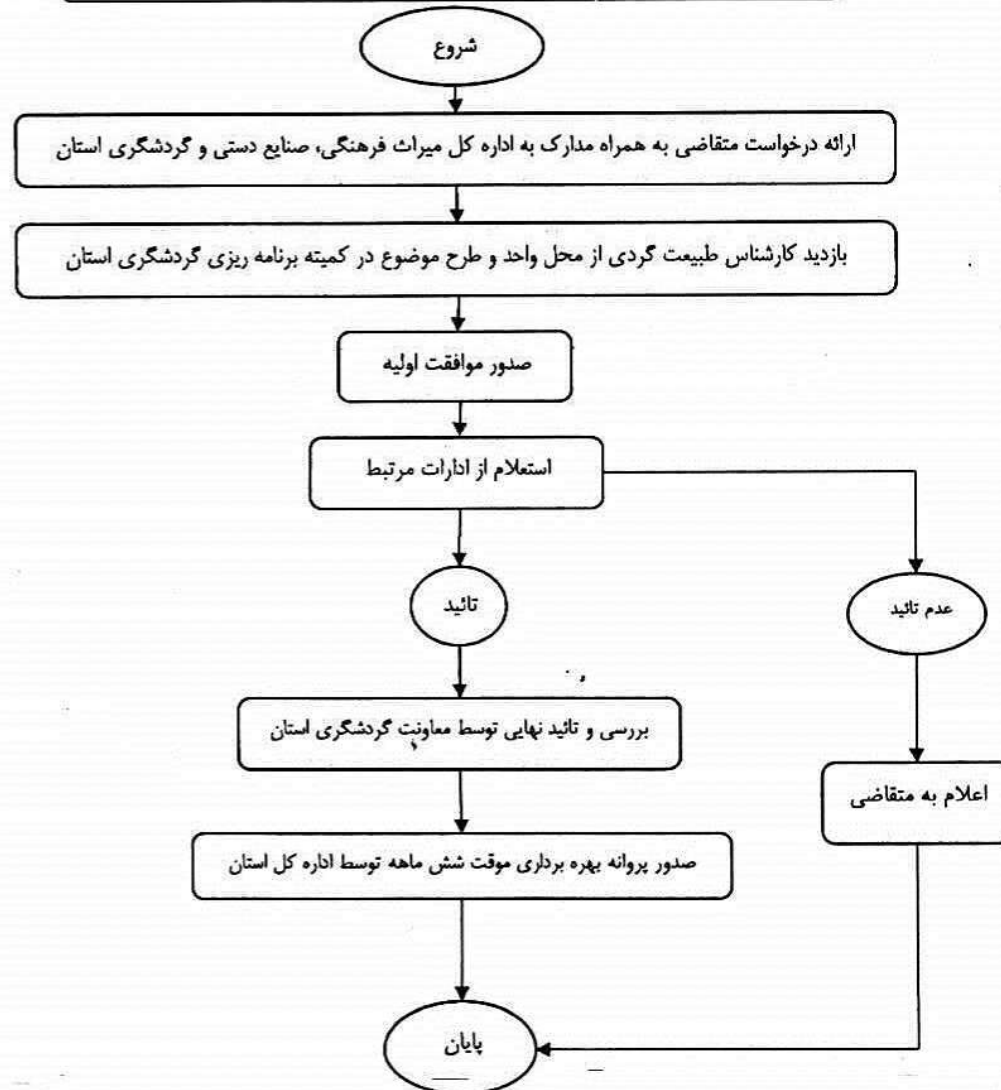 شروع
ارائه درخواست متقاضی به همراه مدارک به اداره کل میراث فرهنگی، صنایع دستی و گردشگری استان
بازدید کارشناس طبیعت گردی از محل واحد و طرح موضوع در کمیته برنامه ریزی گردشگری استان
صدور موافقت اولیه
استعلام از ادارات مرتبط
تائید
عدم تائید
بررسی و تائید نهایی توسط معاونت گردشگری استان
اعلام به متقاضی
صدور پروانه بهره برداری موقت شش ماهه توسط اداره کل استان
پایان